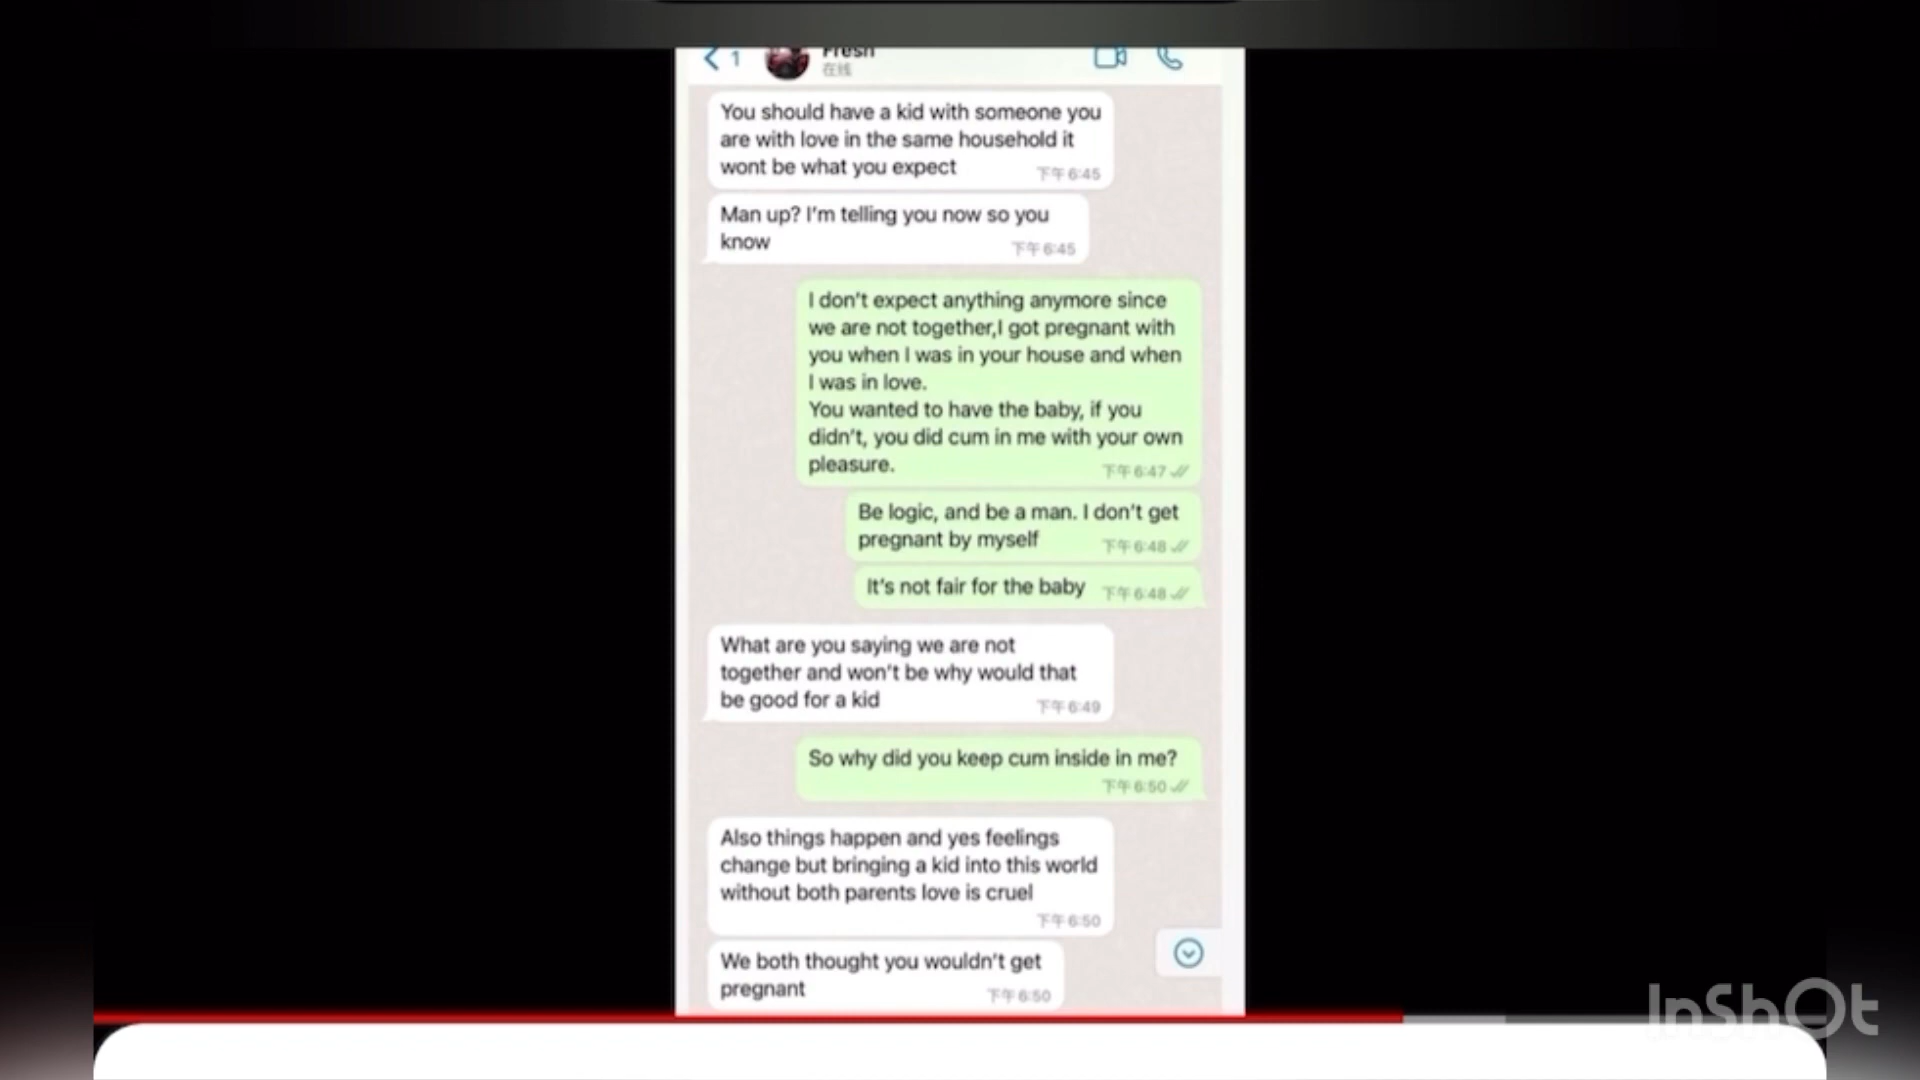 1
Fresh
在线
You should have a kid with someone you
are with love in the same household it
wont be what you expect
下午 6:45
Man up? I'm telling you now so you
know
下午 6:45
I don't expect anything anymore since
we are not together,I got pregnant with
you when I was in your house and when
I was in love.
You wanted to have the baby, if you
didn't, you did cum in me with your own
pleasure.
下午 6:47
Be logic, and be a man. I don't get
pregnant by myself
下午 6:48
It's not fair for the baby
下午 6:48
What are you saying we are not
together and won't be why would that
be good for a kid
下午 6:49
So why did you keep cum inside in me?
下午 6:50
Also things happen and yes feelings
change but bringing a kid into this world
without both parents love is cruel
下午 6:50
We both thought you wouldn't get
pregnant
下午 6:50
InShOt